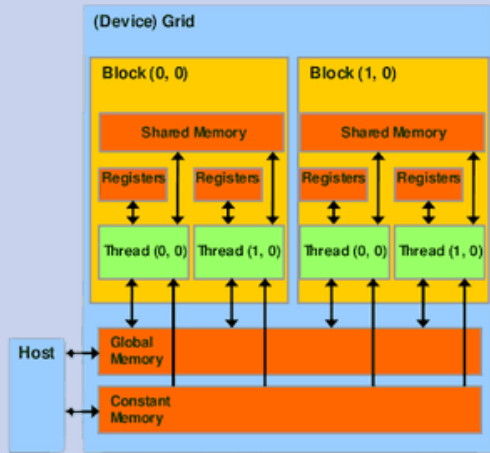 (Device) Grid
Block (0, 0)
Block (1, 0)
Shared Memory
Shared Memory
Registers
Registers
Registers
Registers
Thread (0, 0)
Thread (1, 0)
Thread (0, 0)
Thread (1, 0)
Host
Global
Memory
Constant
Memory